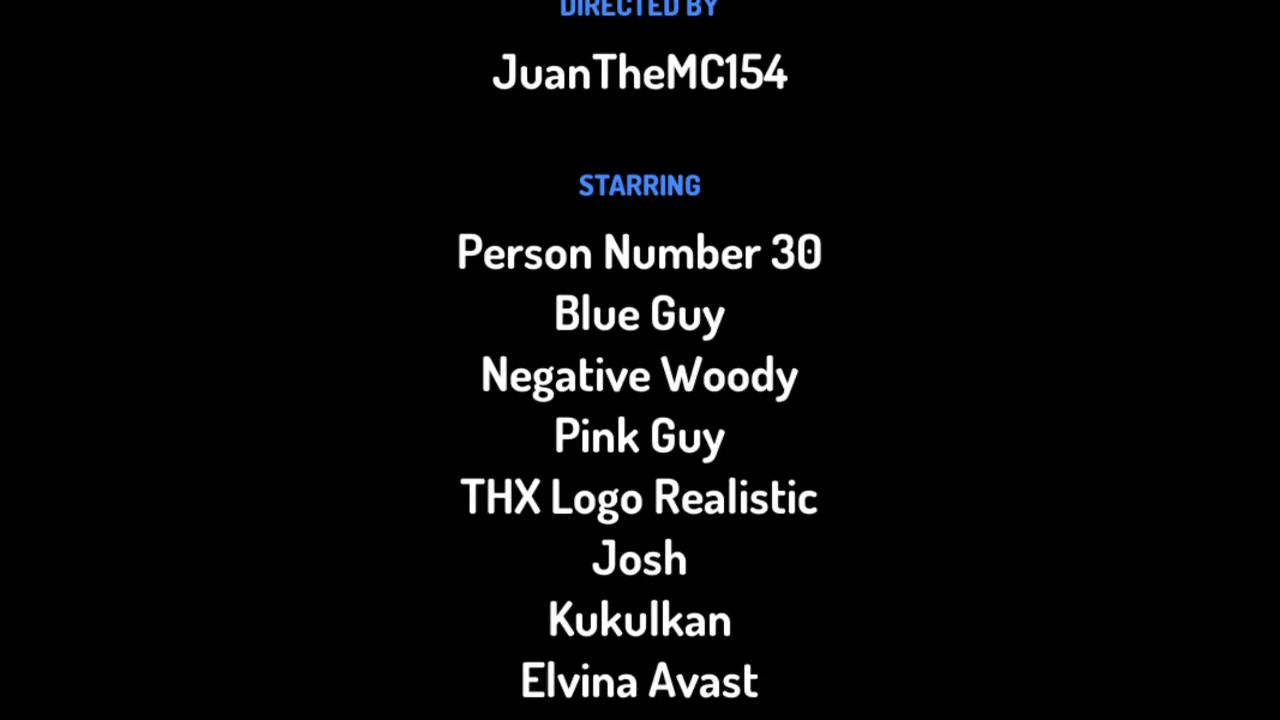 DIRECTED BY
JuanTheMC154
STARRING
Person Number 30
Blue Guy
Negative Woody
Pink Guy
THX Logo Realistic
Josh
Kukulkan
Elvina Avast